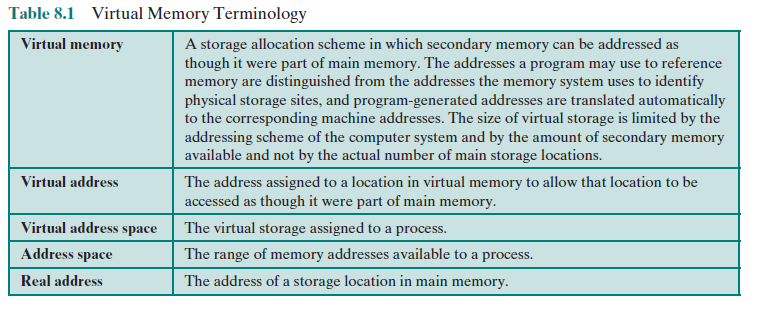 Table 8.1 Virtual Memory Terminology
Virtual memory
A storage allocation scheme in which secondary memory can be addressed as
though it were part of main memory. The addresses a program may use to reference
memory are distinguished from the addresses the memory system uses to identify
physical storage sites, and program-generated addresses are translated automatically
to the corresponding machine addresses. The size of virtual storage is limited by the
addressing scheme of the computer system and by the amount of secondary memory
available and not by the actual number of main storage locations.
Virtual address
The address assigned to a location in virtual memory to allow that location to be
accessed as though it were part of main memory.
Virtual address space
The virtual storage assigned to a process.
Address space
The range of memory addresses available to a process.
Real address
The address of a storage location in main memory.